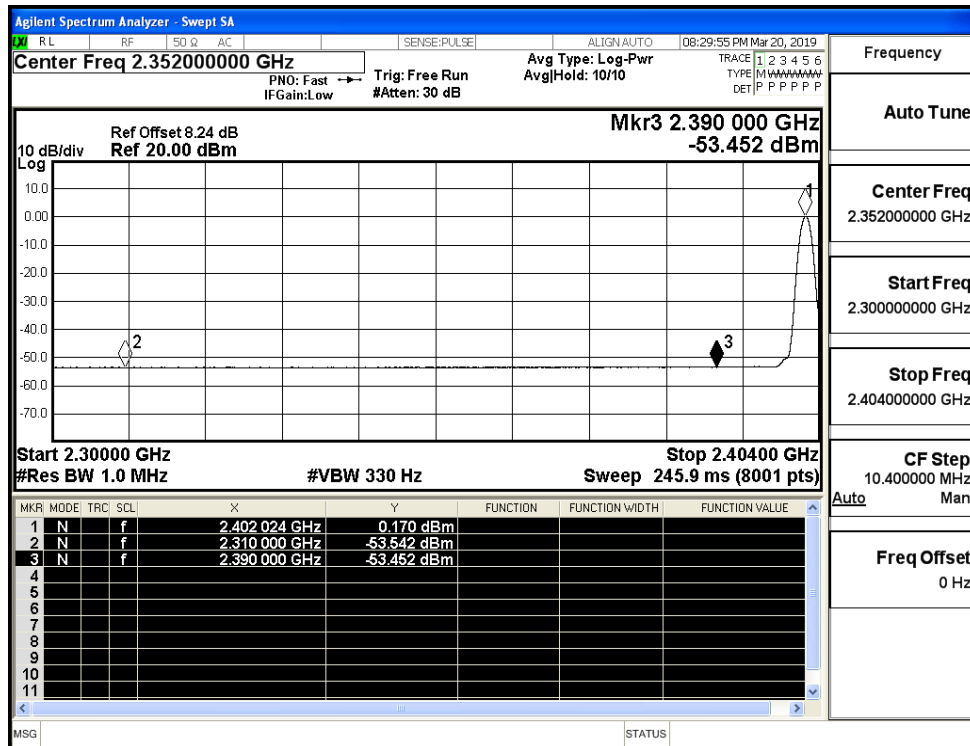 Agilent Spectrum Analyzer - Swept SA
LXI RL RF 50 Ω AC SENSE:PULSE ALIGN AUTO 08:29:55 PM Mar 20, 2019
Center Freq 2.352000000 GHz
PNO: Fast Trig: Free Run Avg Type: Log-Pwr TRACE 1 2 3 4 5 6
IFGain:Low #Atten: 30 dB Avg|Hold: 10/10 TYPE M WWWWW
DET P P P P P P
Mkr3 2.390 000 GHz
-53.452 dBm
Ref Offset 8.24 dB
10 dB/div Ref 20.00 dBm
Log
10.0
0.00
-10.0
-20.0
-30.0
-40.0
-50.0
-60.0
-70.0
1
2
3
Start 2.30000 GHz Stop 2.40400 GHz
#Res BW 1.0 MHz #VBW 330 Hz Sweep 245.9 ms (8001 pts)
MKR MODE TRC SCL X Y FUNCTION FUNCTION WIDTH FUNCTION VALUE
1 N f 2.402 024 GHz 0.170 dBm
2 N f 2.310 000 GHz -53.542 dBm
3 N f 2.390 000 GHz -53.452 dBm
4
5
6
7
8
9
10
11
MSG STATUS
Frequency
Auto Tune
Center Freq
2.352000000 GHz
Start Freq
2.300000000 GHz
Stop Freq
2.404000000 GHz
CF Step
10.400000 MHz
Auto Man
Freq Offset
0 Hz